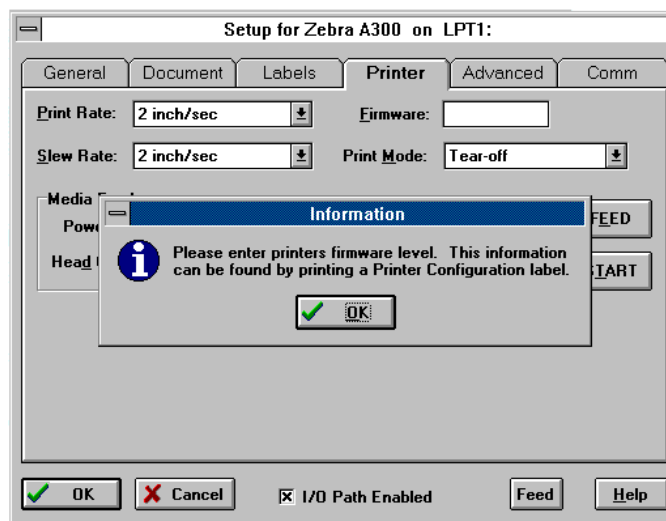 Setup for Zebra A300 on LPT1:
General Document Labels Printer Advanced Comm
Print Rate: 2 inch/sec Firmware:
Slew Rate: 2 inch/sec Print Mode: Tear-off
Media
Information
Please enter printers firmware level. This information
can be found by printing a Printer Configuration label.
OK
Head
OK Cancel I/O Path Enabled Feed Help